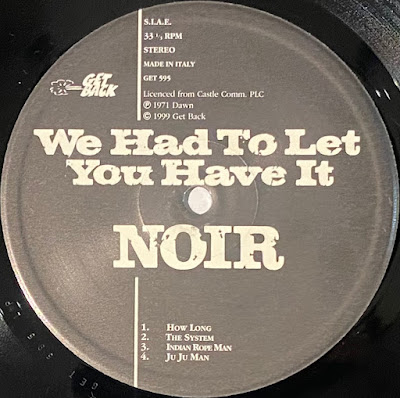 S.I.A.E.
33 1/3 RPM
STEREO
MADE IN ITALY
GET 595
GET
BACK
Licenced from Castle Comm. PLC
℗ 1971 Dawn
© 1999 Get Back
We Had To Let
You Have It
NOIR
1. HOW LONG
2. THE SYSTEM
3. INDIAN ROPE MAN
4. JU JU MAN